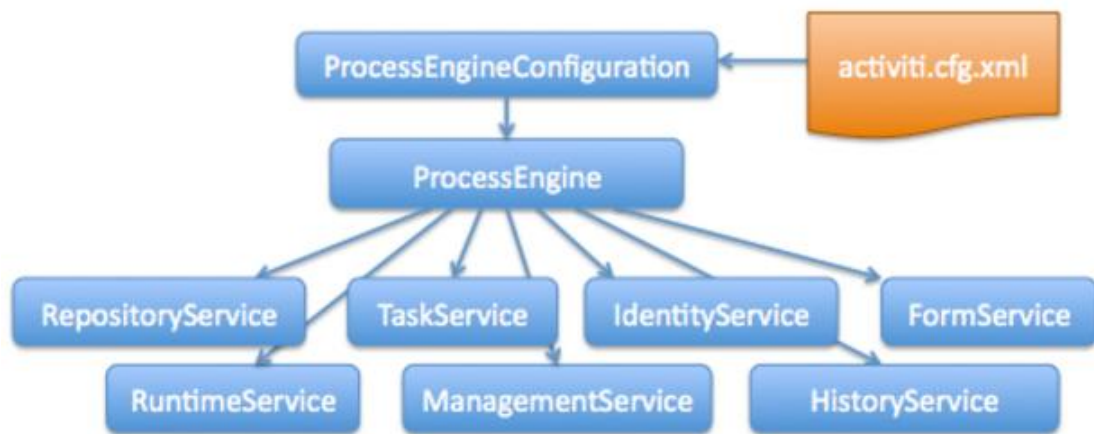 ProcessEngineConfiguration
activiti.cfg.xml
ProcessEngine
RepositoryService
TaskService
IdentityService
FormService
RuntimeService
ManagementService
HistoryService